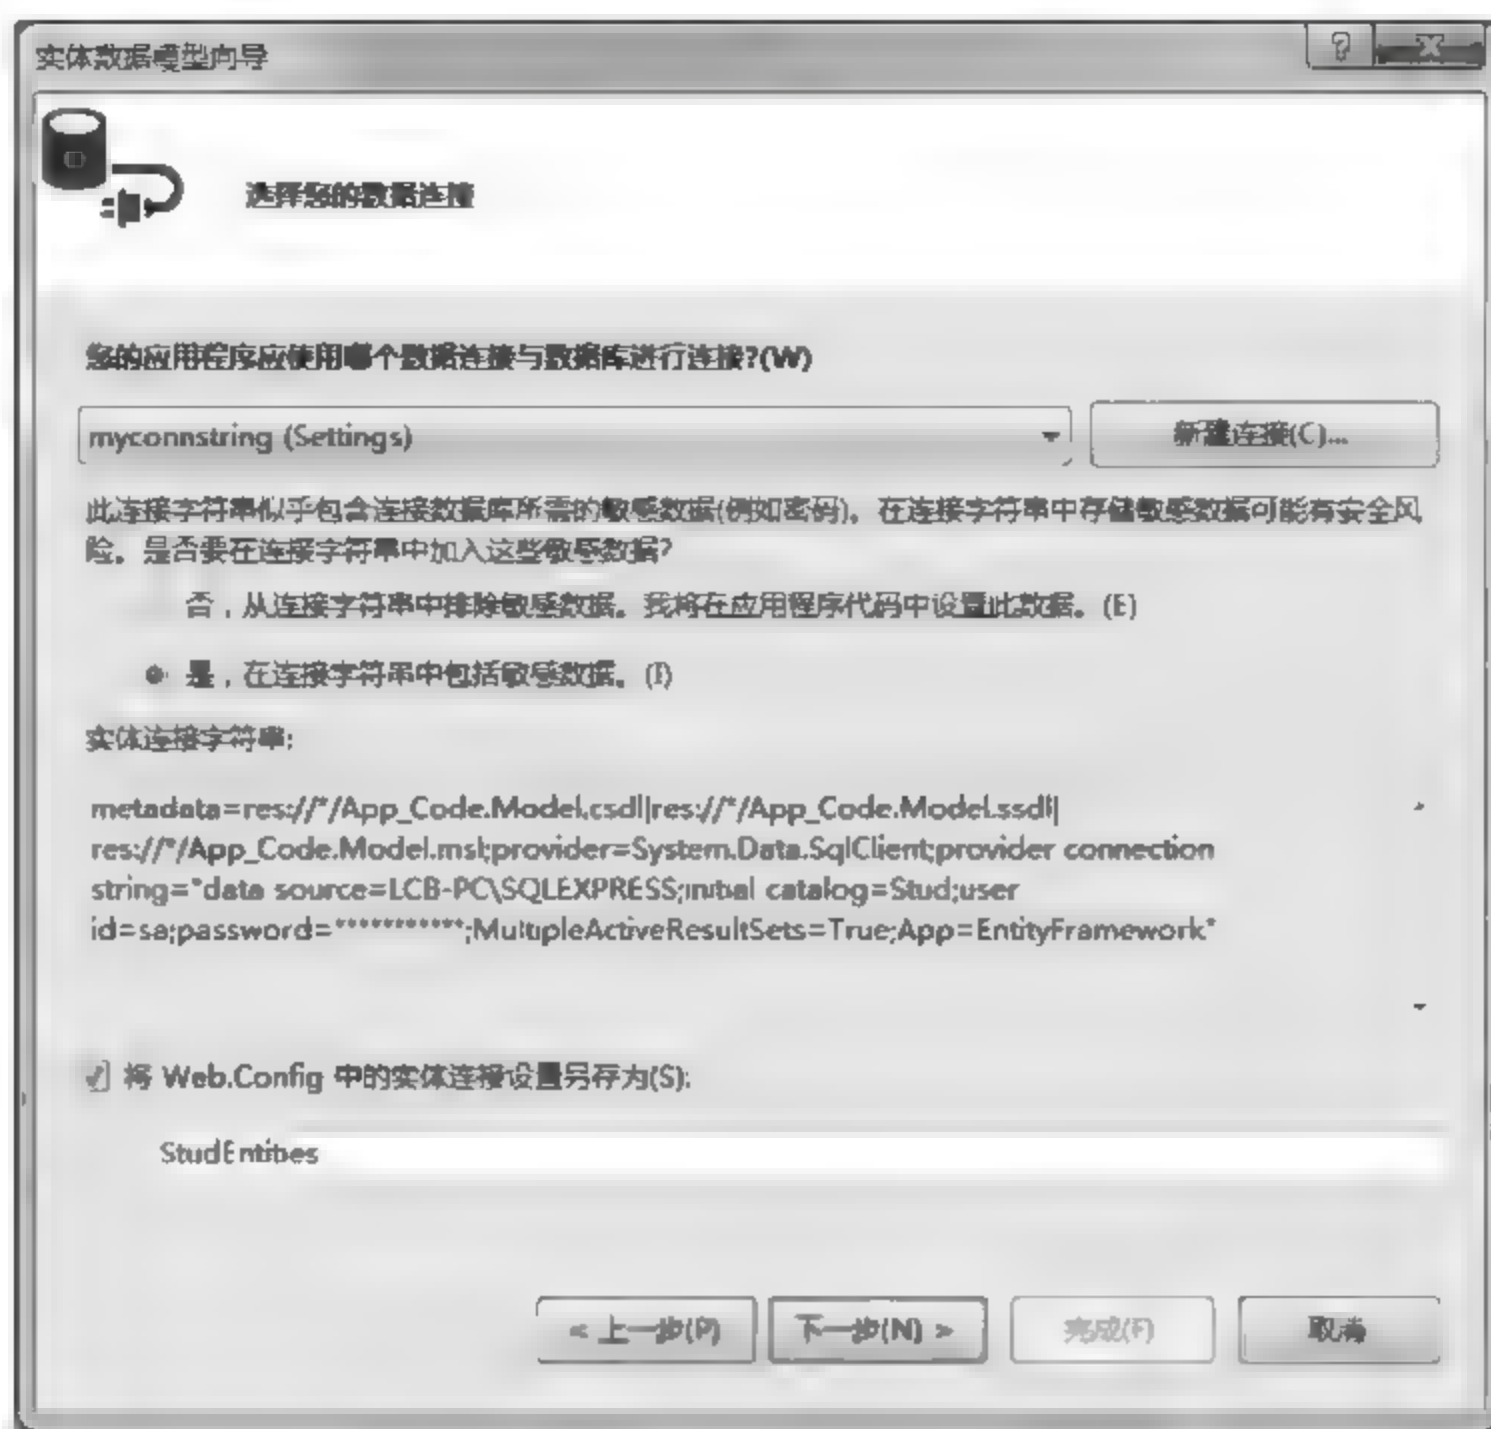 实体数据模型向导
选择您的数据连接
您的应用程序应使用哪个数据连接与数据库进行连接?(W)
myconnstring (Settings)
新建连接(C)...
此连接字符串似乎包含连接数据库所需的敏感数据(例如密码)。在连接字符串中存储敏感数据可能有安全风
险。是否要在连接字符串中加入这些敏感数据?
否，从连接字符串中排除敏感数据。我将在应用程序代码中设置此数据。(E)
是，在连接字符串中包括敏感数据。(I)
实体连接字符串:
metadata=res://*/App_Code.Model.csdl|res://*/App_Code.Model.ssdl|
res://*/App_Code.Model.msl;provider=System.Data.SqlClient;provider connection
string="data source=LCB-PC\SQLEXPRESS;initial catalog=Stud;user
id=sa;password=***********;MultipleActiveResultSets=True;App=EntityFramework"
将 Web.Config 中的实体连接设置另存为(S):
StudEntities
< 上一步(P)
下一步(N) >
完成(F)
取消